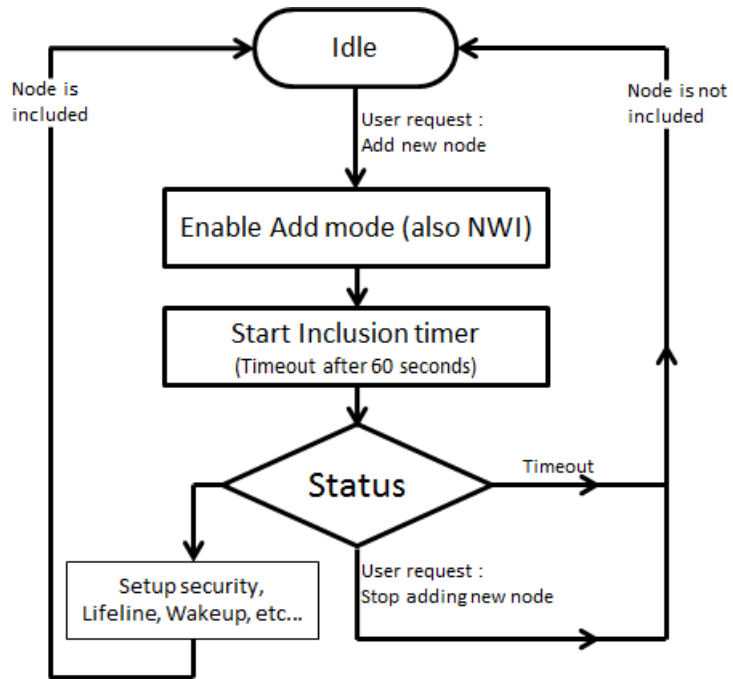 Idle
Node is
included
Node is not
included
User request :
Add new node
Enable Add mode (also NWI)
Start Inclusion timer
(Timeout after 60 seconds)
Status
Timeout
Setup security,
Lifeline, Wakeup, etc...
User request :
Stop adding new node